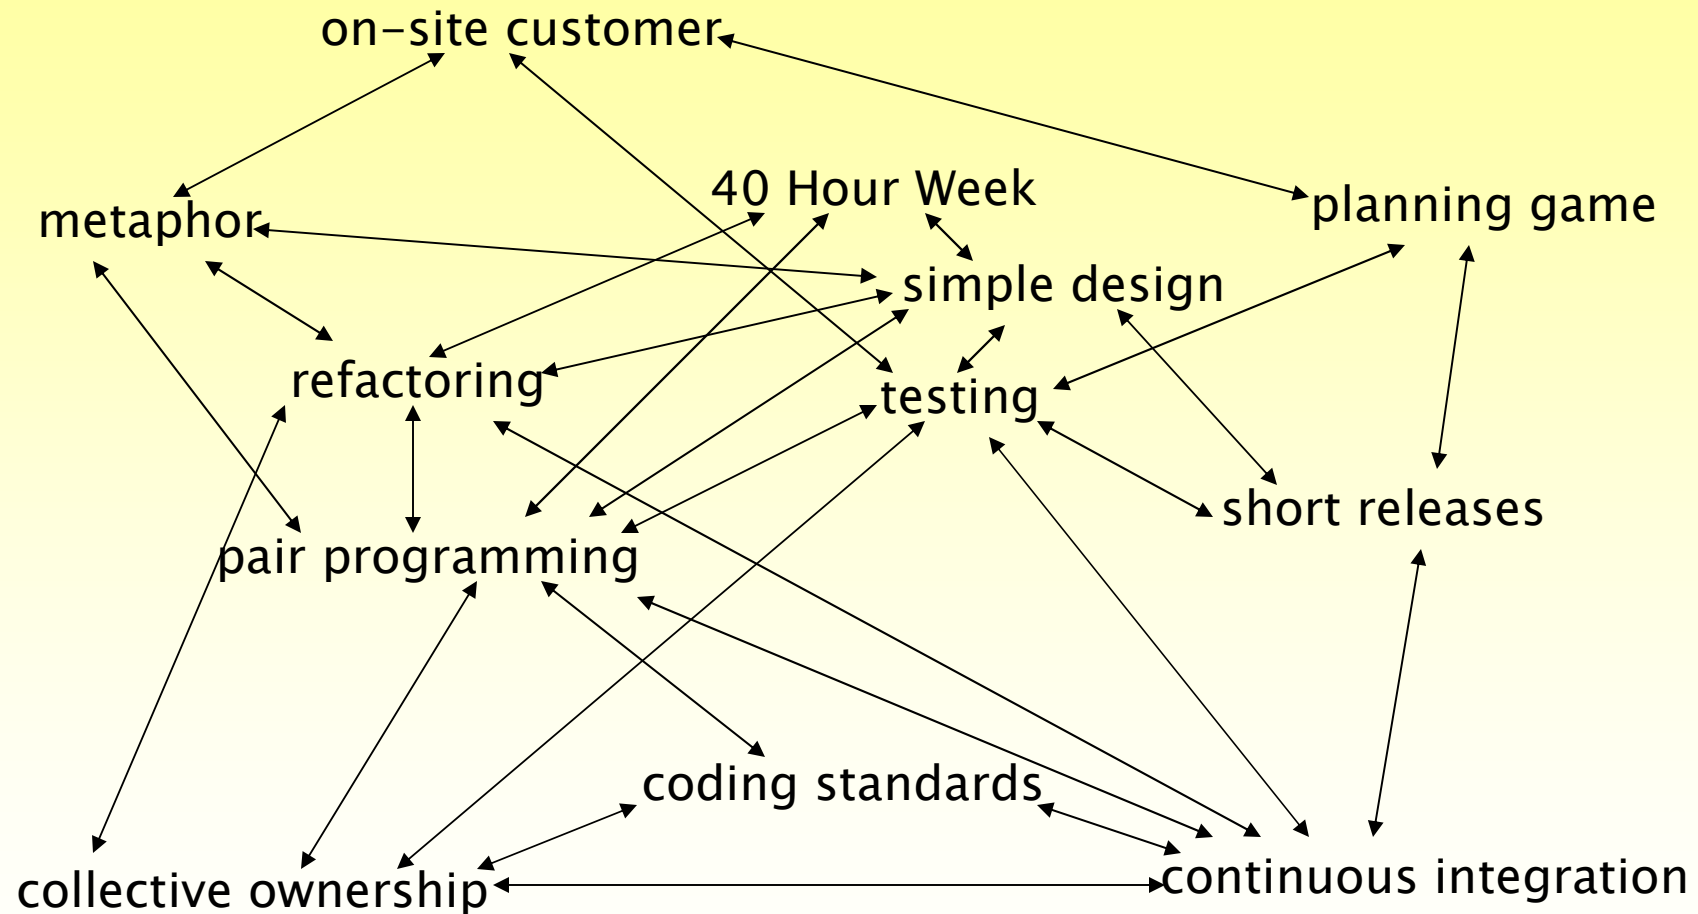 on-site customer
40 Hour Week
planning game
metaphor
simple design
refactoring
testing
short releases
pair programming
coding standards
continuous integration
collective ownership